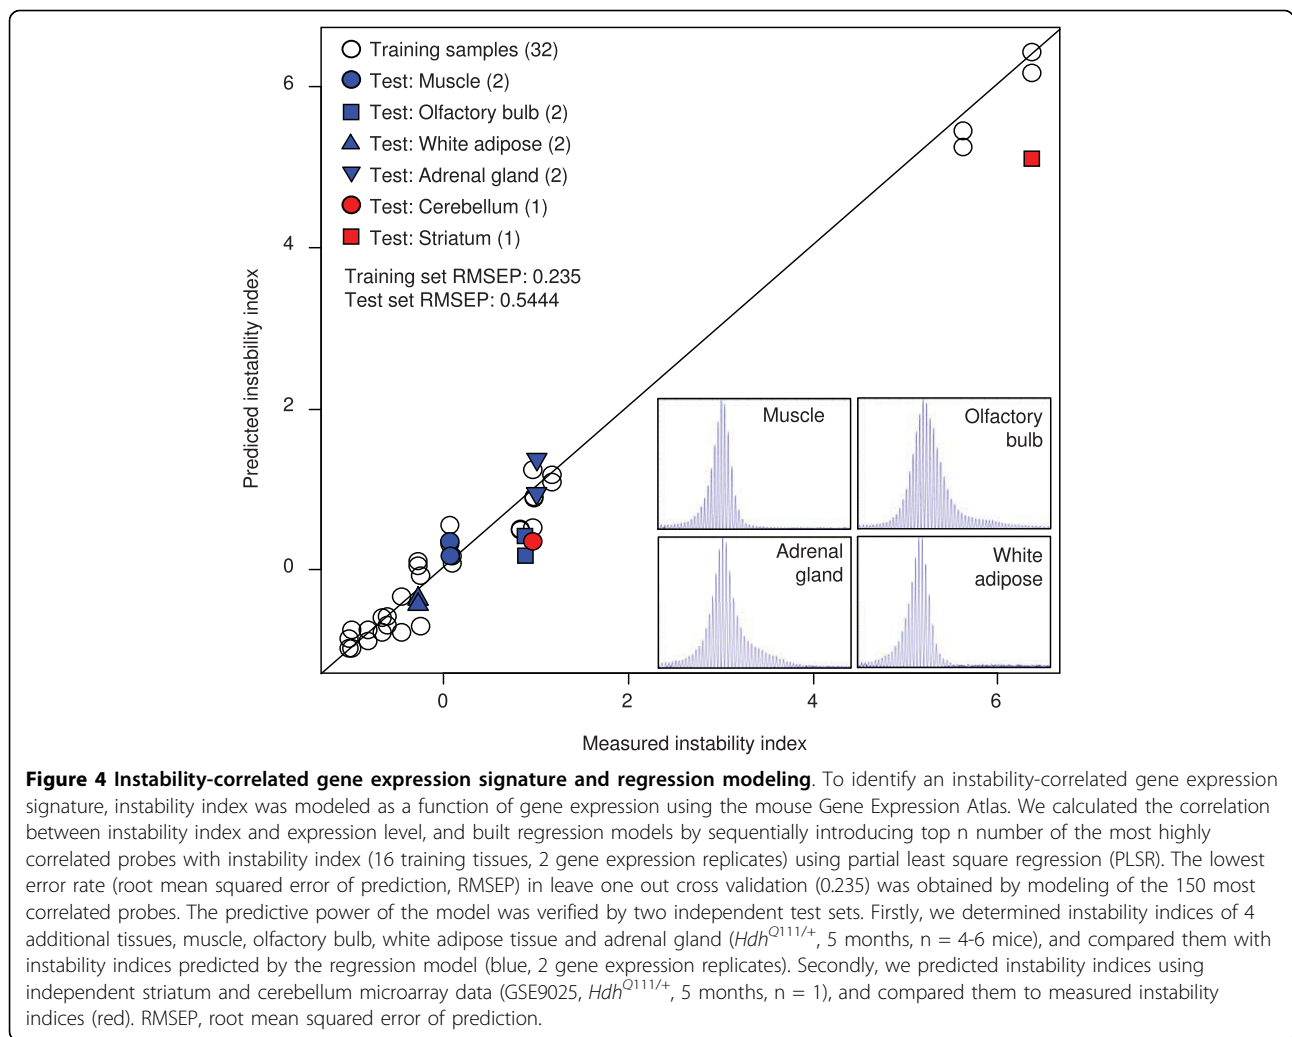 Training samples (32)
Test: Muscle (2)
Test: Olfactory bulb (2)
Test: White adipose (2)
Test: Adrenal gland (2)
Test: Cerebellum (1)
Test: Striatum (1)
Training set RMSEP: 0.235
Test set RMSEP: 0.5444
6
4
2
0
Predicted instability index
Muscle
Olfactory
bulb
Adrenal
gland
White
adipose
0
2
4
6
Measured instability index
Figure 4 Instability-correlated gene expression signature and regression modeling. To identify an instability-correlated gene expression
signature, instability index was modeled as a function of gene expression using the mouse Gene Expression Atlas. We calculated the correlation
between instability index and expression level, and built regression models by sequentially introducing top n number of the most highly
correlated probes with instability index (16 training tissues, 2 gene expression replicates) using partial least square regression (PLSR). The lowest
error rate (root mean squared error of prediction, RMSEP) in leave one out cross validation (0.235) was obtained by modeling of the 150 most
correlated probes. The predictive power of the model was verified by two independent test sets. Firstly, we determined instability indices of 4
additional tissues, muscle, olfactory bulb, white adipose tissue and adrenal gland (Hdh^Q111/+, 5 months, n = 4-6 mice), and compared them with
instability indices predicted by the regression model (blue, 2 gene expression replicates). Secondly, we predicted instability indices using
independent striatum and cerebellum microarray data (GSE9025, Hdh^Q111/+, 5 months, n = 1), and compared them to measured instability
indices (red). RMSEP, root mean squared error of prediction.